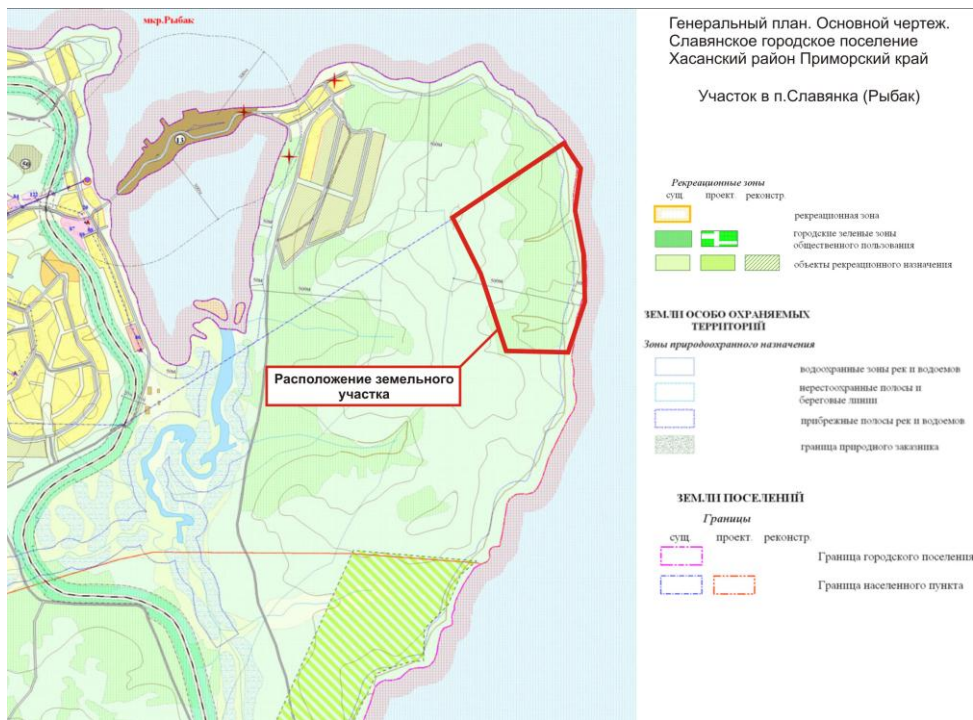 мкр.Рыбак
Генеральный план. Основной чертеж.
Славянское городское поселение
Хасанский район Приморский край
Участок в п.Славянка (Рыбак)
Рекреационные зоны
сущ. проект. реконстр.
рекреационная зона
городские зеленые зоны
общественного пользования
объекты рекреационного назначения
ЗЕМЛИ ОСОБО ОХРАНЯЕМЫХ
ТЕРРИТОРИЙ
Зоны природоохранного назначения
водоохранные зоны рек и водоемов
нерестоохранные полосы и
береговые линии
прибрежные полосы рек и водоемов
граница природного заказника
Расположение земельного
участка
ЗЕМЛИ ПОСЕЛЕНИЙ
Границы
сущ. проект. реконстр.
Граница городского поселения
Граница населенного пункта